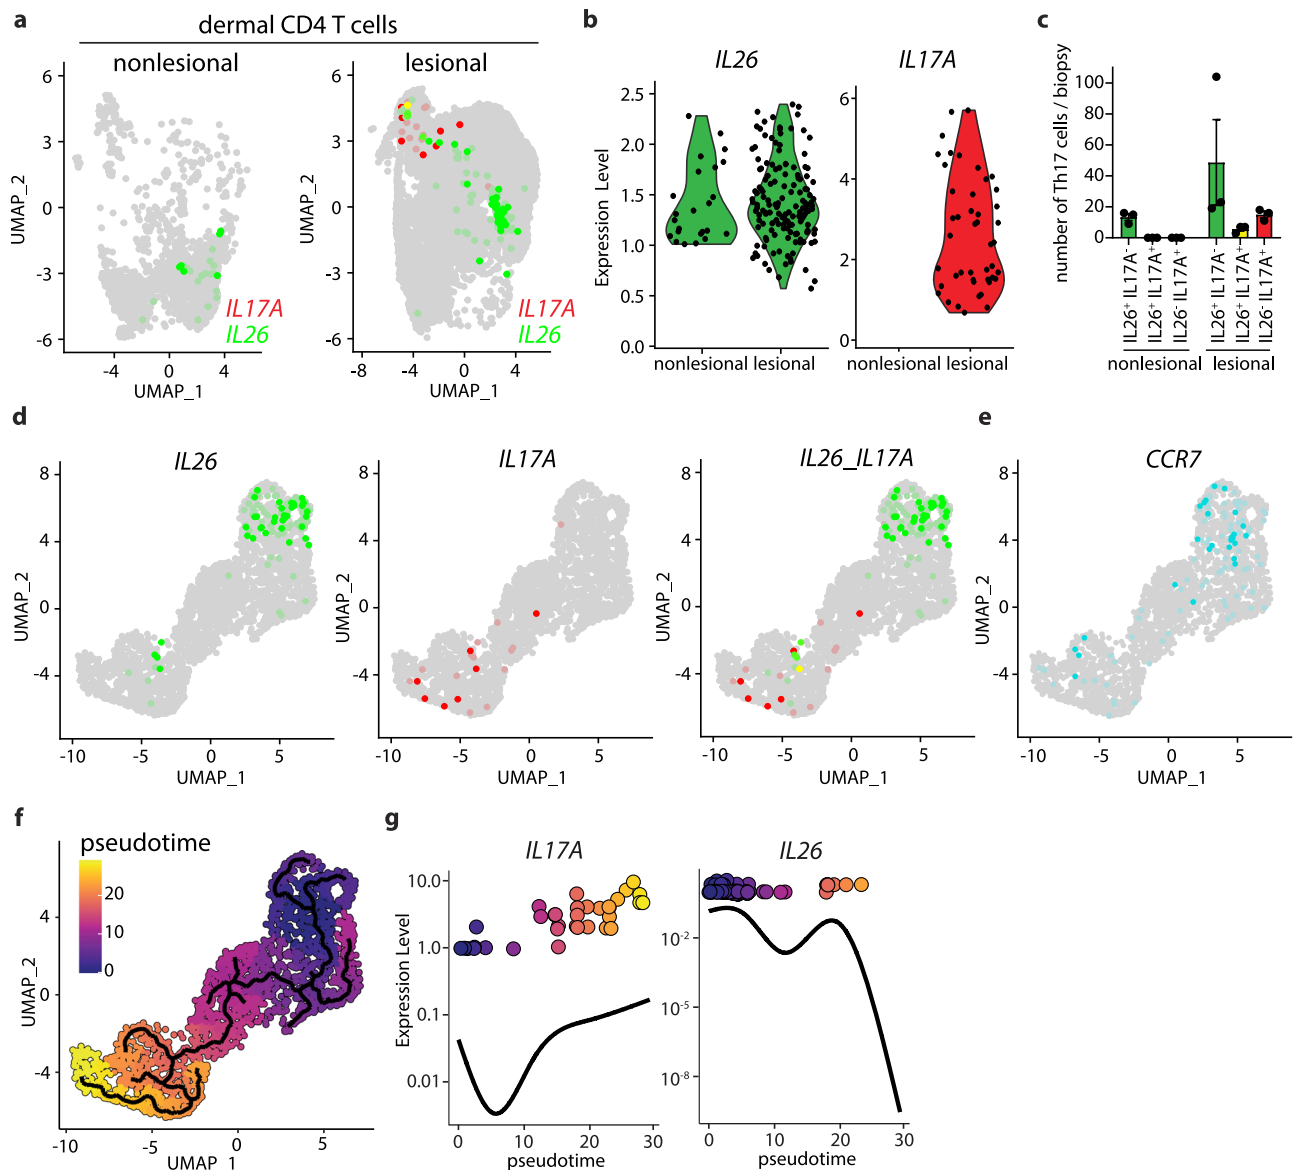 a
dermal CD4 T cells
nonlesional
lesional
UMAP_2
6
3
0
-3
-6
-4
0
4
UMAP_1
IL17A
IL26
UMAP_2
6
3
0
-3
-6
-8
-4
0
4
UMAP_1
IL17A
IL26
b
IL26
IL17A
Expression Level
2.5
2.0
1.5
1.0
0.5
0.0
nonlesional lesional
6
4
2
0
nonlesional lesional
c
number of Th17 cells / biopsy
100
80
60
40
20
0
IL26⁺ IL17A⁻
IL26⁺ IL17A⁺
IL26⁻ IL17A⁺
IL26⁺ IL17A⁻
IL26⁺ IL17A⁺
IL26⁻ IL17A⁺
nonlesional
lesional
d
IL26
UMAP_2
8
4
0
-4
-10
-5
0
5
UMAP_1
IL17A
UMAP_2
8
4
0
-4
-10
-5
0
5
UMAP_1
IL26_IL17A
UMAP_2
8
4
0
-4
-10
-5
0
5
UMAP_1
e
CCR7
UMAP_2
8
4
0
-4
-10
-5
0
5
UMAP_1
f
pseudotime
20
10
0
UMAP_2
4
0
-4
-10
-5
0
5
UMAP_1
g
IL17A
Expression Level
10.0
1.0
0.1
0.01
0
10
20
30
pseudotime
IL26
10⁻²
10⁻⁵
10⁻⁸
0
10
20
30
pseudotime